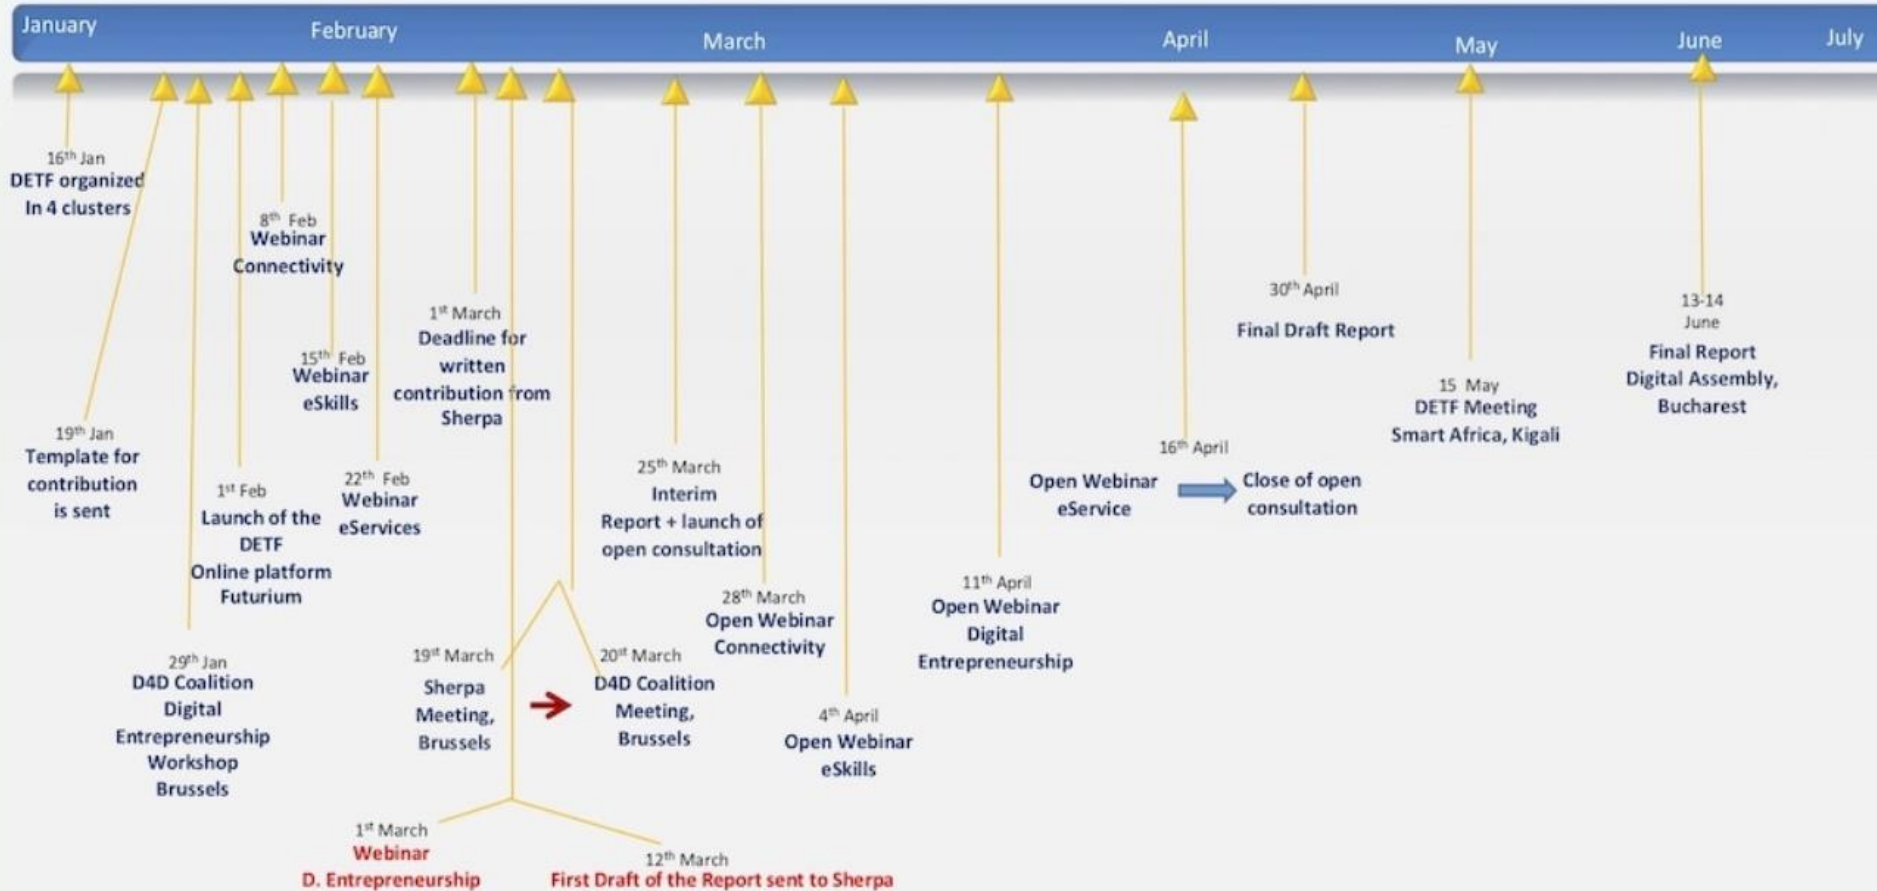 January
February
March
April
May
June
July
16th Jan
DETF organized
In 4 clusters
19th Jan
Template for
contribution
is sent
29th Jan
D4D Coalition
Digital
Entrepreneurship
Workshop
Brussels
1st Feb
Launch of the
DETF
Online platform
Futurium
8th Feb
Webinar
Connectivity
15th Feb
Webinar
eSkills
22th Feb
Webinar
eServices
1st March
Deadline for
written
contribution from
Sherpa
1st March
Webinar
D. Entrepreneurship
12th March
First Draft of the Report sent to Sherpa
19st March
Sherpa
Meeting,
Brussels
20st March
D4D Coalition
Meeting,
Brussels
25th March
Interim
Report + launch of
open consultation
28th March
Open Webinar
Connectivity
4th April
Open Webinar
eSkills
11th April
Open Webinar
Digital
Entrepreneurship
16th April
Open Webinar
eService
Close of open
consultation
30th April
Final Draft Report
15 May
DETF Meeting
Smart Africa, Kigali
13-14
June
Final Report
Digital Assembly,
Bucharest